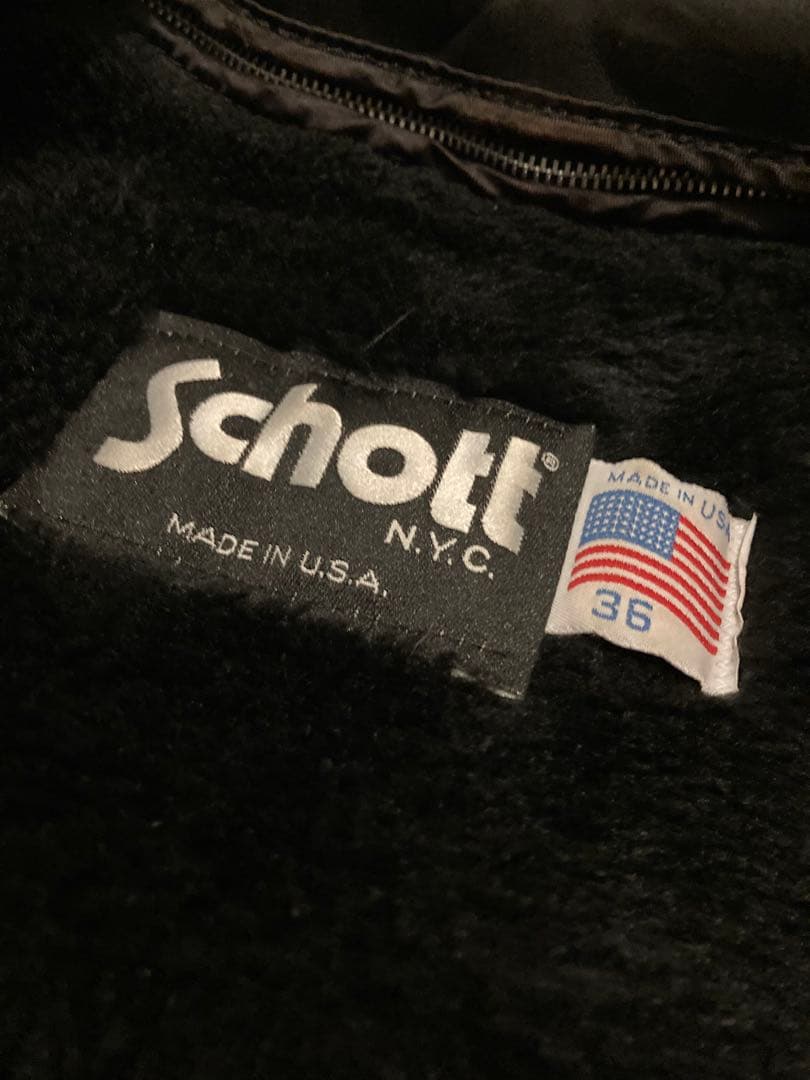 Schott®
N.Y.C.
MADE IN U.S.A.
MADE IN USA
36